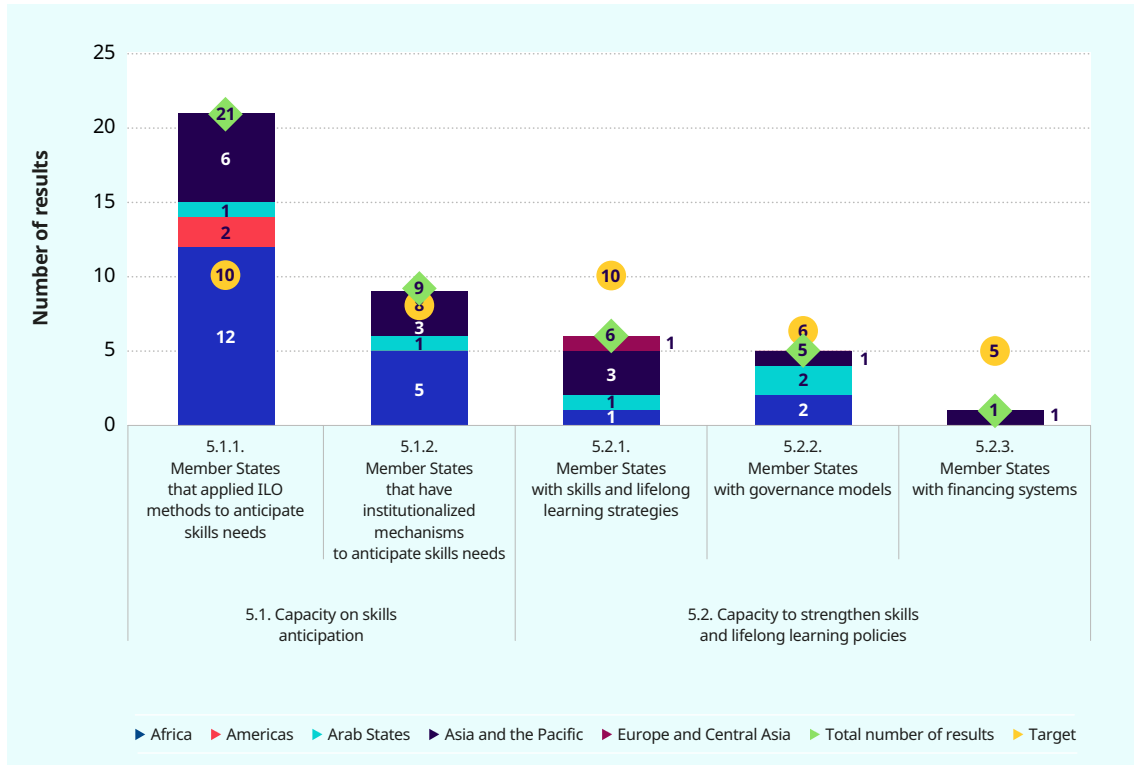 25
20
15
10
5
0
Number of results
21
6
1
2
10
12
9
8
3
1
5
10
6
1
3
1
1
6
5
1
2
2
5
1
1
5.1.1.
Member States
that applied ILO
methods to anticipate
skills needs
5.1.2.
Member States
that have
institutionalized
mechanisms
to anticipate skills needs
5.2.1.
Member States
with skills and lifelong
learning strategies
5.2.2.
Member States
with governance models
5.2.3.
Member States
with financing systems
5.1. Capacity on skills
anticipation
5.2. Capacity to strengthen skills
and lifelong learning policies
Africa Americas Arab States Asia and the Pacific Europe and Central Asia Total number of results Target